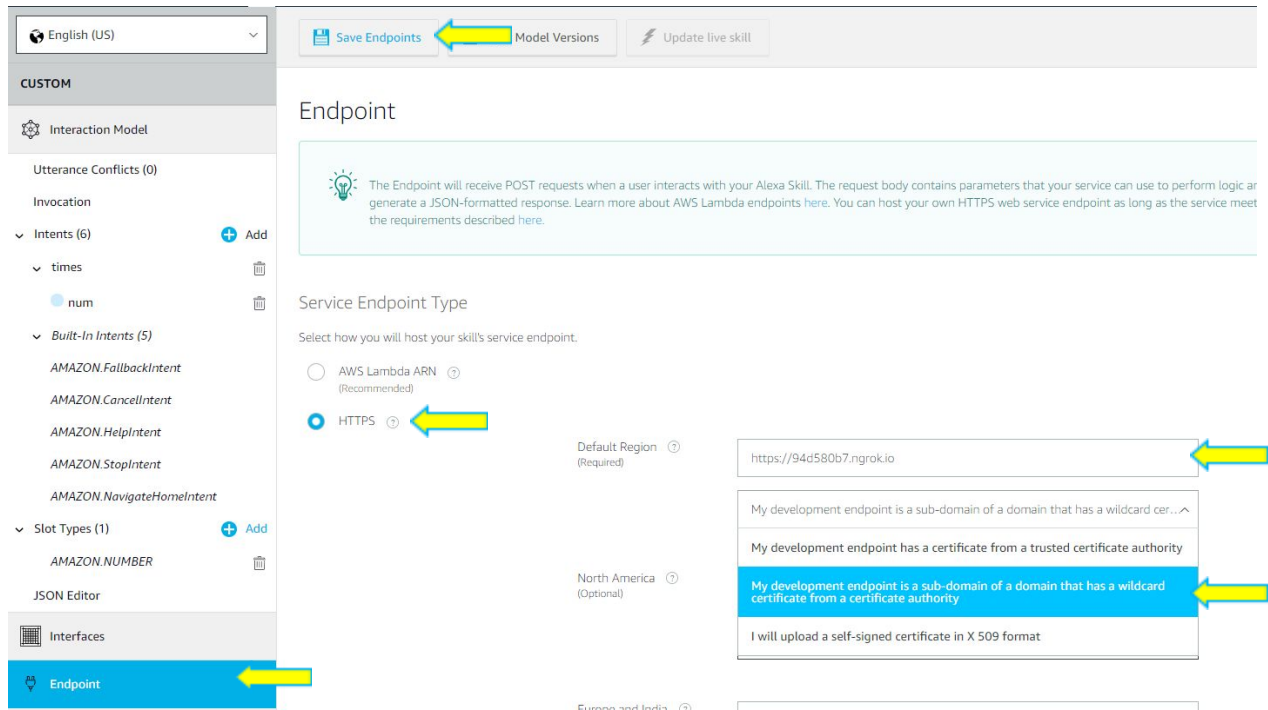 English (US)
Save Endpoints
Model Versions
Update live skill
CUSTOM
Interaction Model
Utterance Conflicts (0)
Invocation
Intents (6)
Add
times
num
Built-In Intents (5)
AMAZON.FallbackIntent
AMAZON.CancelIntent
AMAZON.HelpIntent
AMAZON.StopIntent
AMAZON.NavigateHomeIntent
Slot Types (1)
Add
AMAZON.NUMBER
JSON Editor
Interfaces
Endpoint
Endpoint
The Endpoint will receive POST requests when a user interacts with your Alexa Skill. The request body contains parameters that your service can use to perform logic
generate a JSON-formatted response. Learn more about AWS Lambda endpoints here. You can host your own HTTPS web service endpoint as long as the service meet
the requirements described here.
Service Endpoint Type
Select how you will host your skill's service endpoint.
AWS Lambda ARN ?
(Recommended)
HTTPS ?
Default Region ?
(Required)
https://94d580b7.ngrok.io
My development endpoint is a sub-domain of a domain that has a wildcard cer...
My development endpoint has a certificate from a trusted certificate authority
North America ?
(Optional)
My development endpoint is a sub-domain of a domain that has a wildcard
certificate from a certificate authority
I will upload a self-signed certificate in X 509 format
Europe and India ?